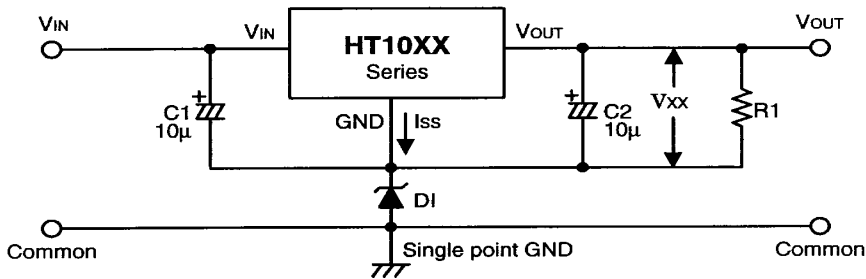 VIN
VIN
HT10XX
Series
VOUT
VOUT
C1
10μ
GND
ISS
C2
10μ
VXX
R1
DI
Common
Single point GND
Common